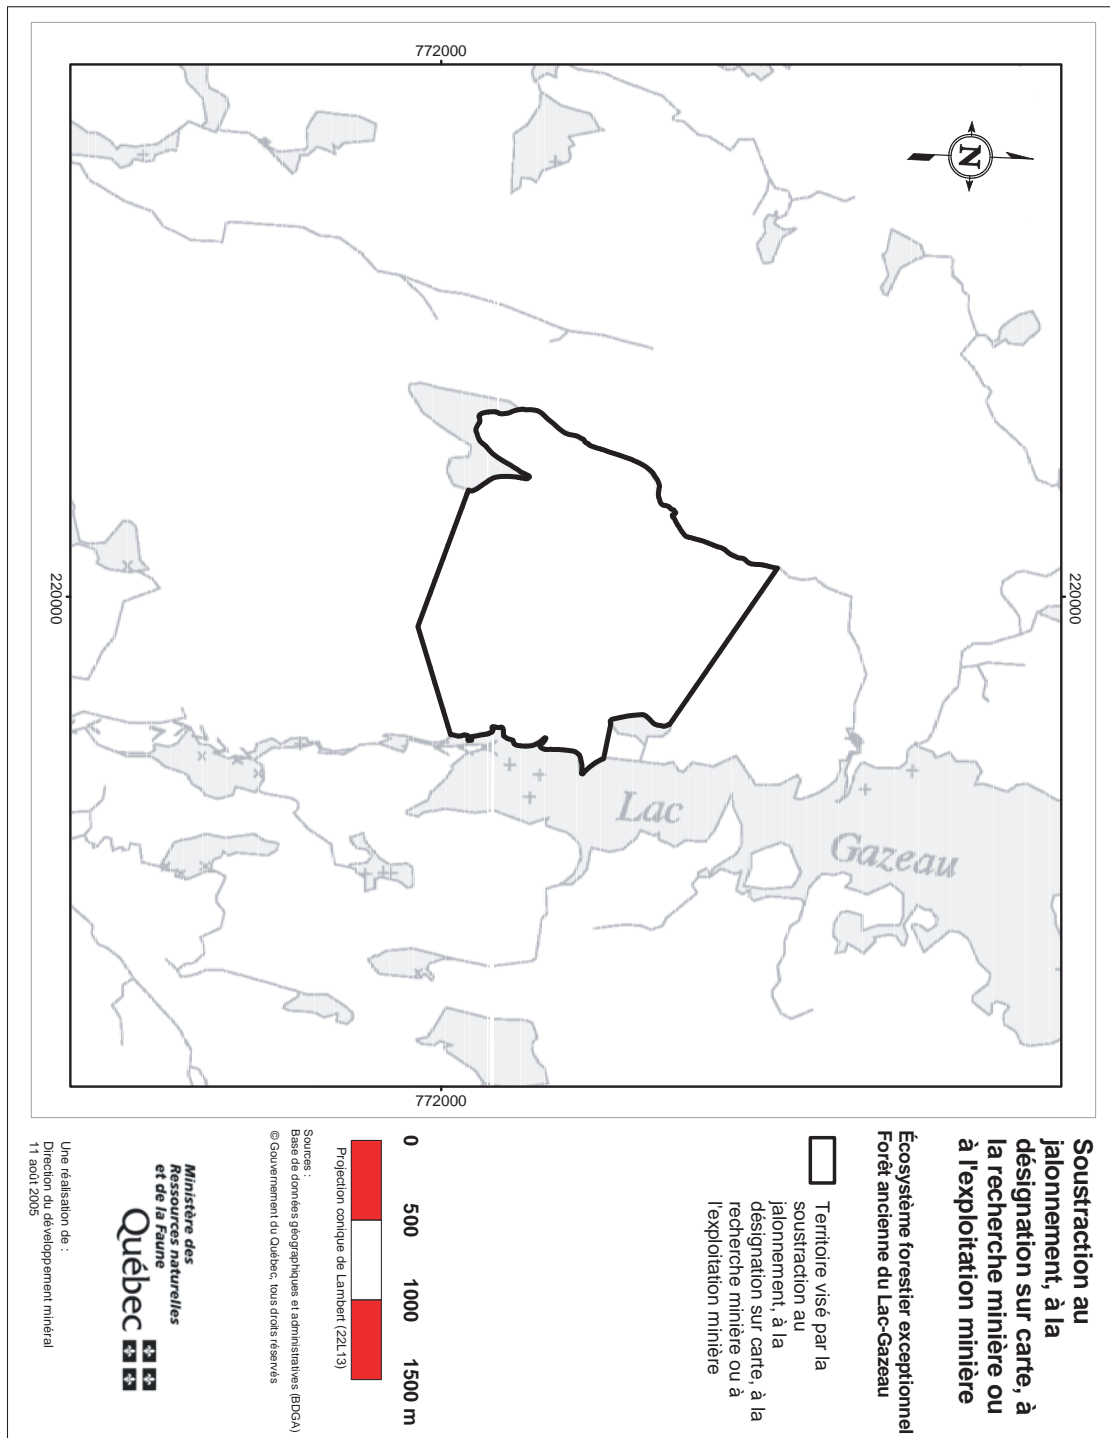 Soustraction au
jalonnement, à la
désignation sur carte, à
la recherche minière ou
à l'exploitation minière
Écosystème forestier exceptionnel
Forêt ancienne du Lac-Gazeau
Territoire visé par la
soustraction au
jalonnement, à la
désignation sur carte, à la
recherche minière ou à
l'exploitation minière
0 500 1000 1500 m
Projection conique de Lambert (22L13)
Sources :
Base de données géographiques et administratives (BDGA)
© Gouvernement du Québec, tous droits réservés
Ministère des
Ressources naturelles
et de la Faune
Québec
Une réalisation de :
Direction du développement minéral
11 août 2005
772000
772000
220000
220000
N
Lac
Gazeau